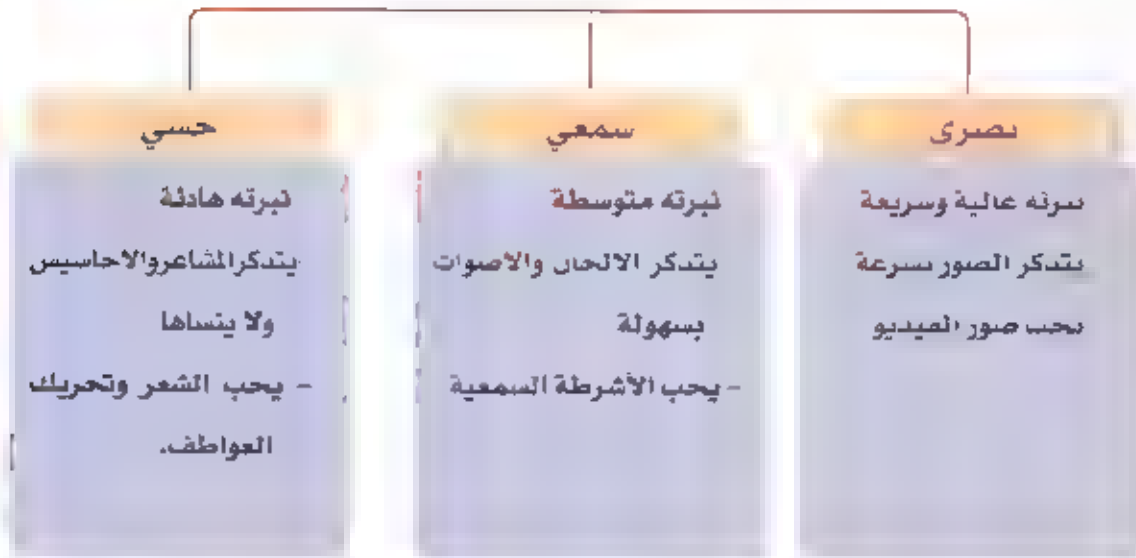 بصرى
نبرته عالية وسريعة
يتذكر الصور بسرعة
يحب صور الفيديو
سمعي
نبرته متوسطة
يتذكر الالحان والاصوات
بسهولة
- يحب الأشرطة السمعية
حسي
نبرته هادئة
يتذكر المشاعر والاحاسيس
ولا ينساها
- يحب الشعر وتحريك
العواطف.